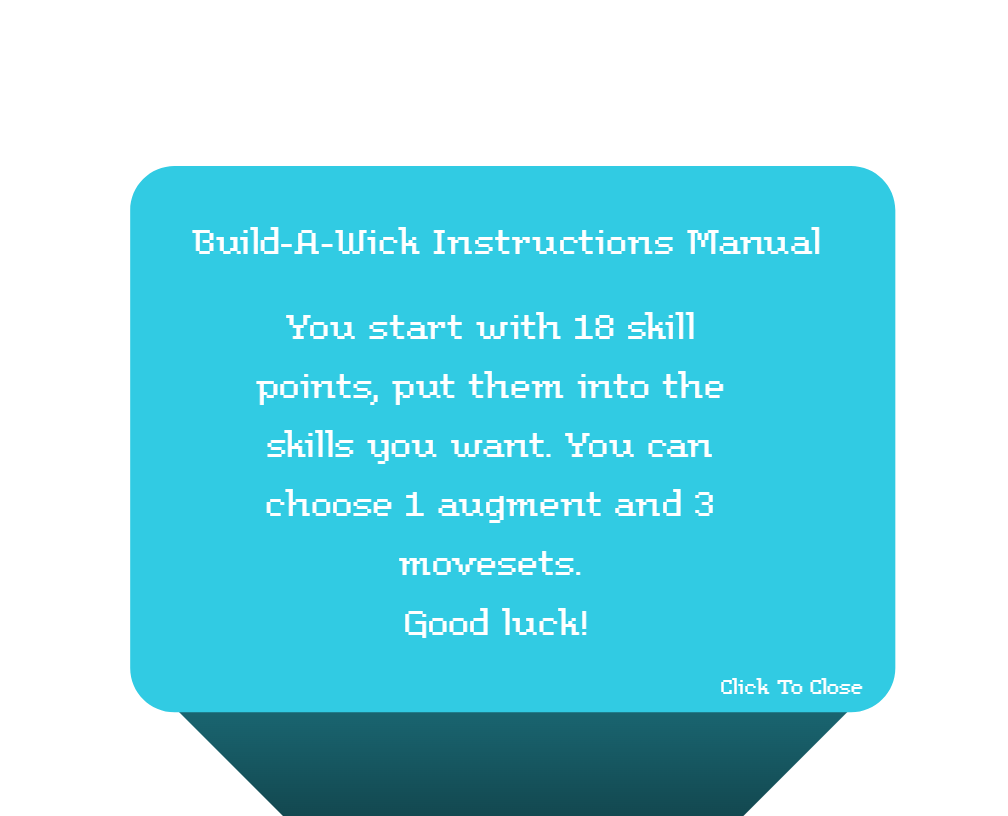 Build-A-Wick Instructions Manual
You start with 18 skill
points, put them into the
skills you want. You can
choose 1 augment and 3
movesets.
Good luck!
Click To Close